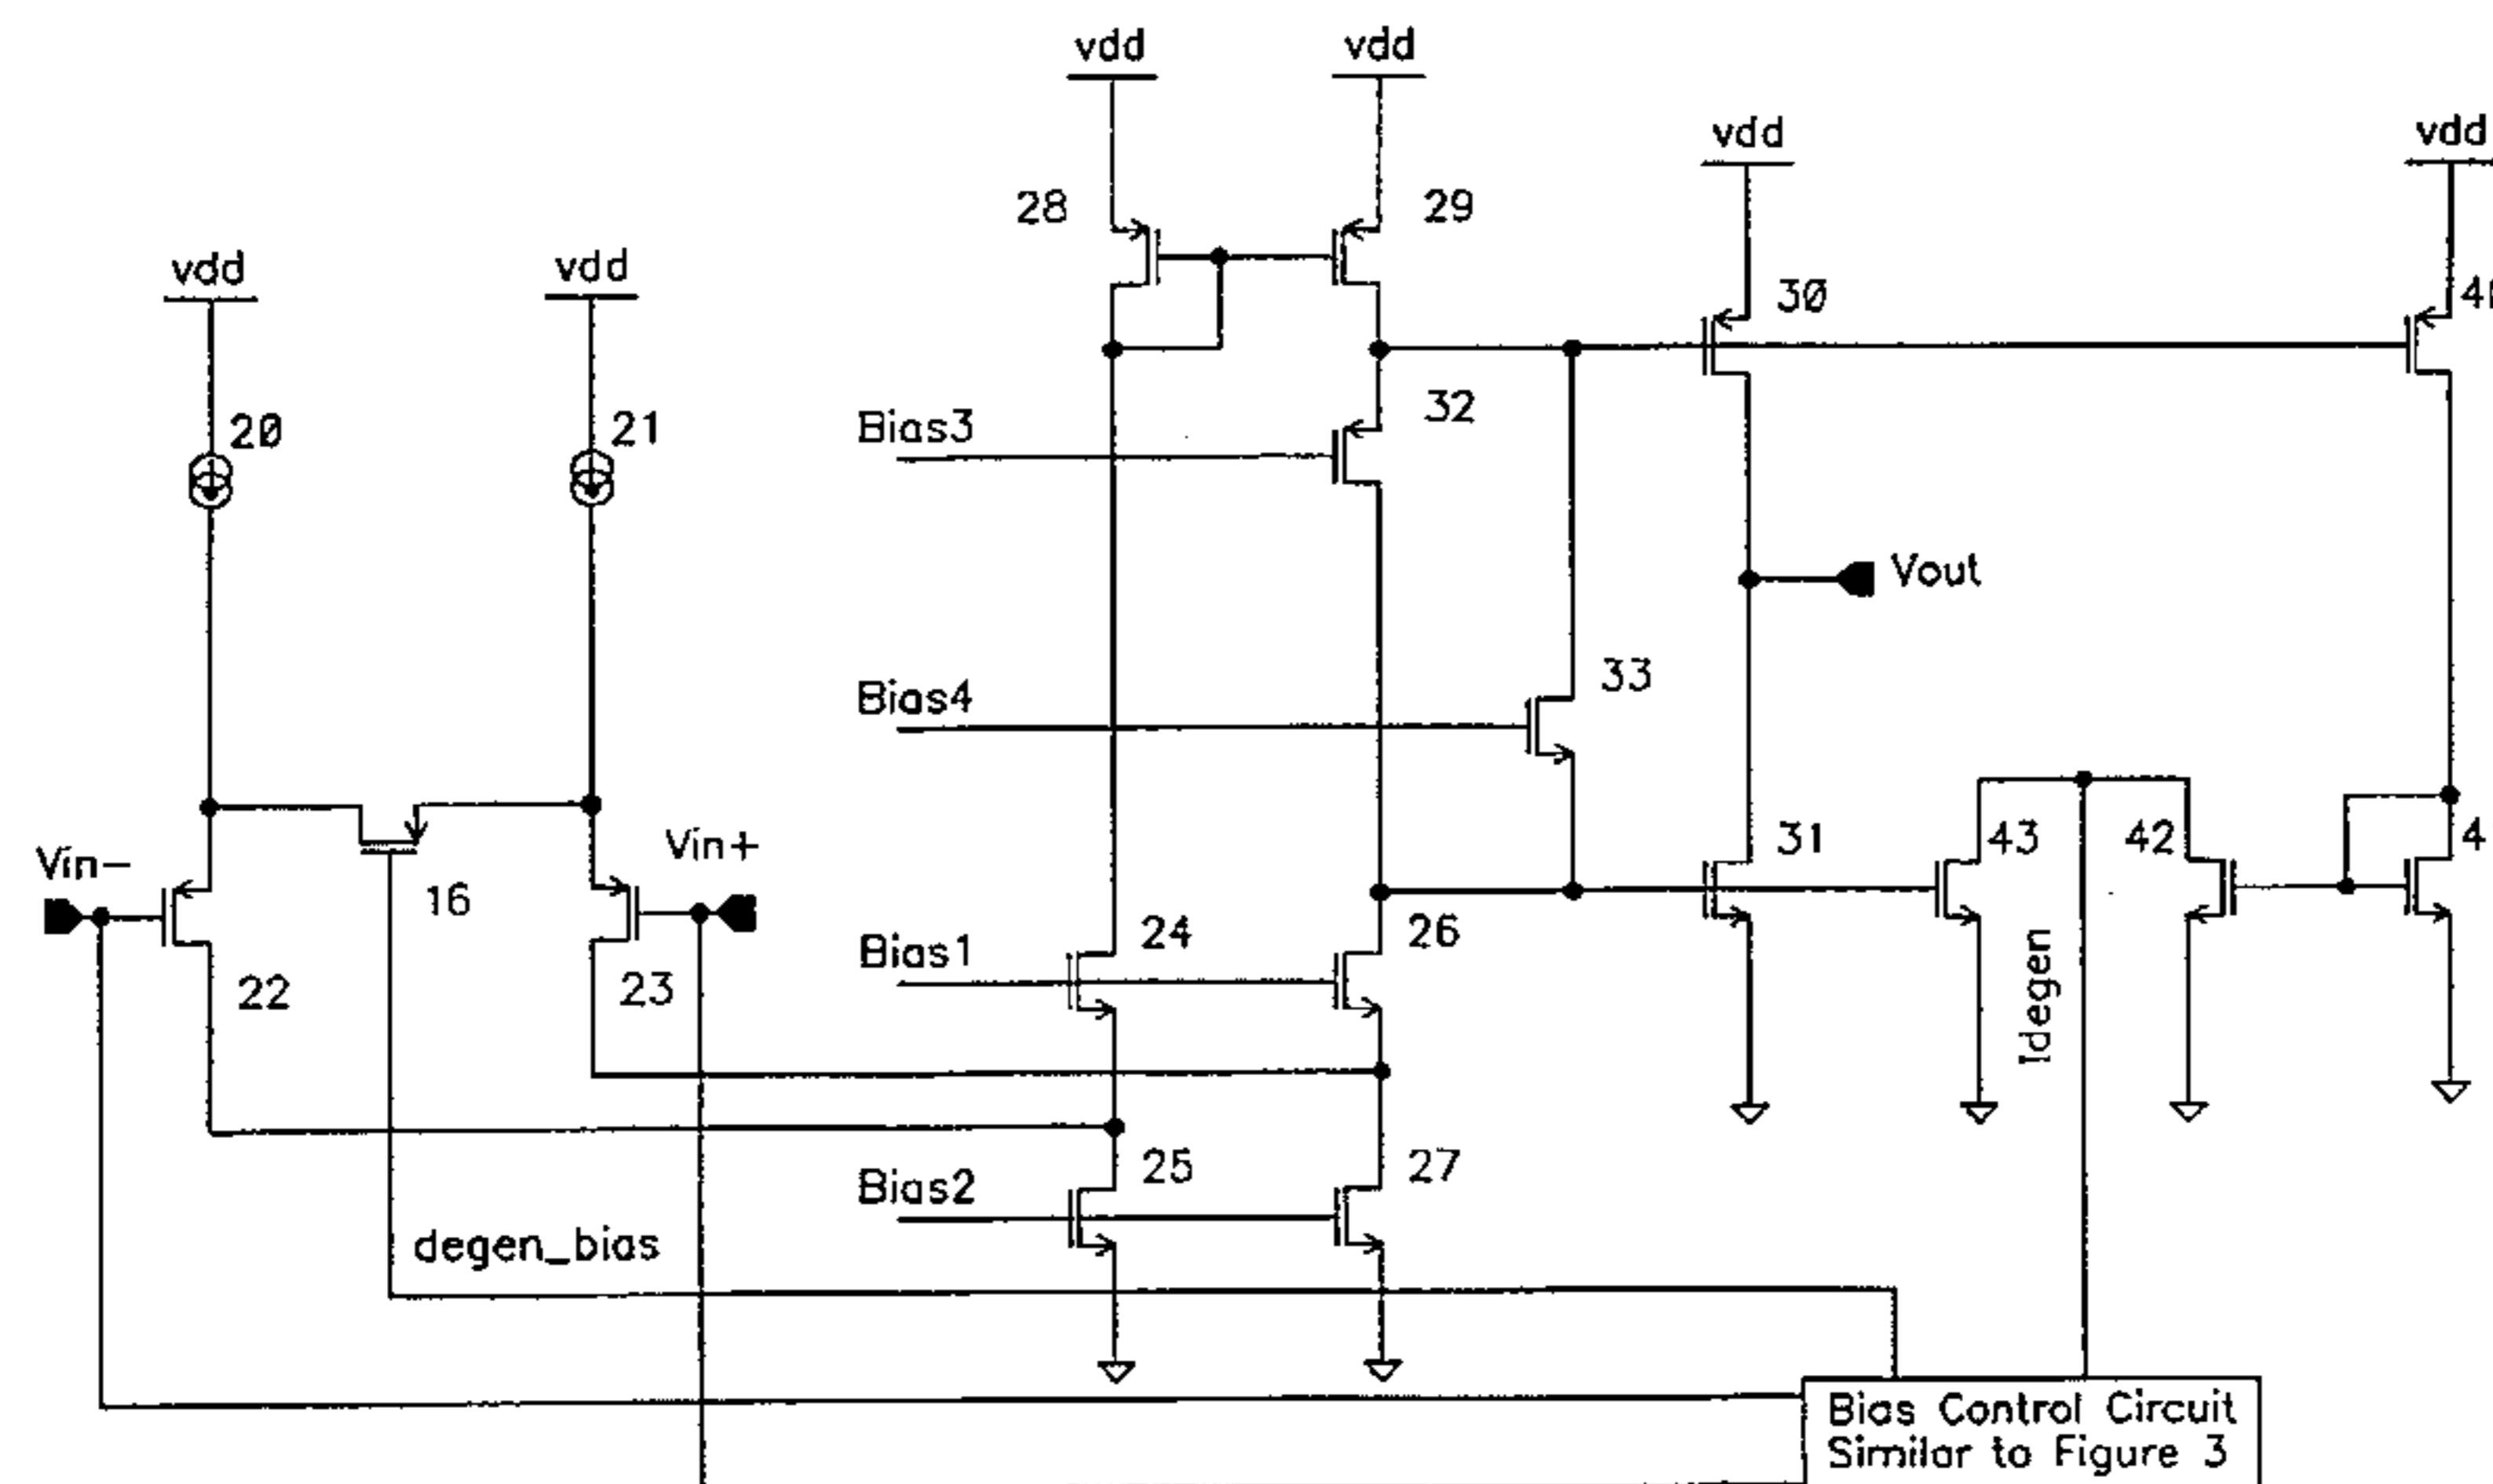 vdd
vdd
vdd
vdd
28
29
vdd
vdd
30
20
21
32
Bias3
Vout
33
Bias4
Vin-
Vin+
31
43
42
4
16
24
26
Bias1
22
23
Idegen
25
27
Bias2
degen_bias
Bias Control Circuit
Similar to Figure 3